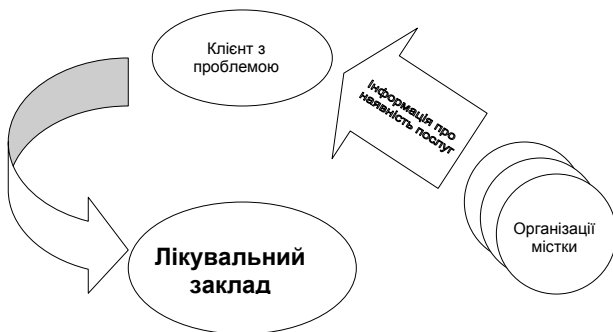 Клієнт з
проблемою
Інформація про
наявність послуг
Організації
містки
Лікувальний
заклад